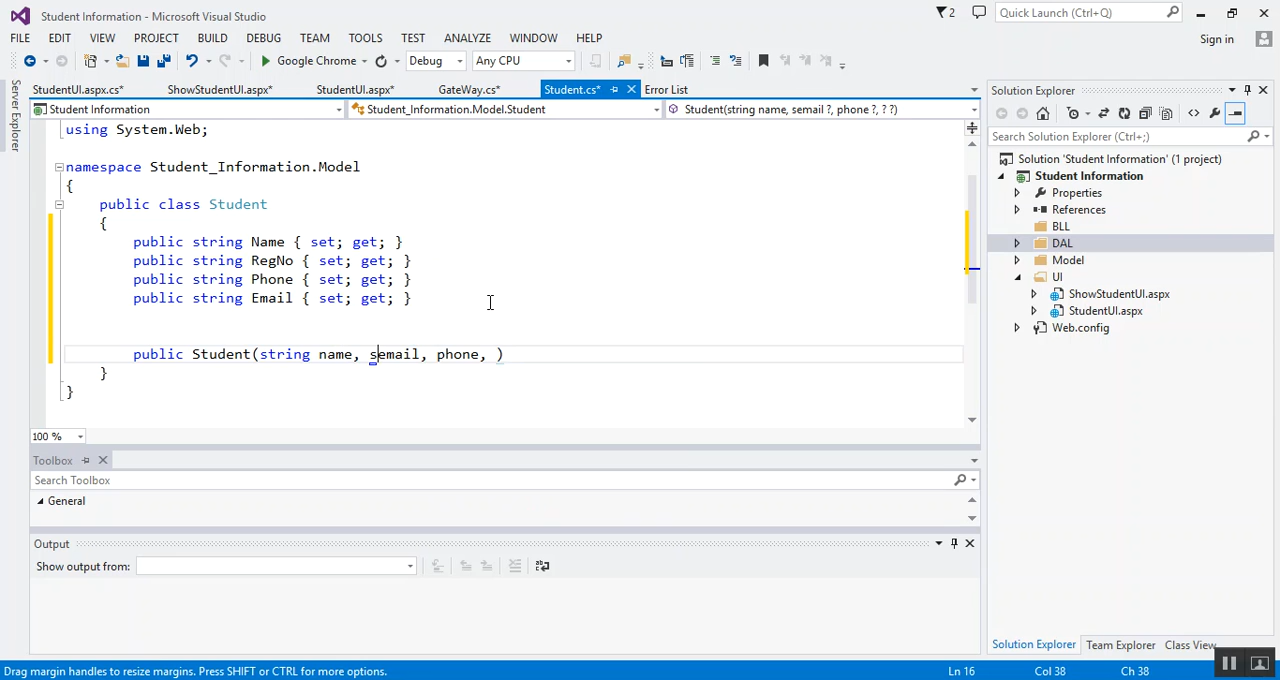 Student Information - Microsoft Visual Studio
2
Quick Launch (Ctrl+Q)
FILE EDIT VIEW PROJECT BUILD DEBUG TEAM TOOLS TEST ANALYZE WINDOW HELP
Sign in
Google Chrome Debug Any CPU
Server Explorer
StudentUI.aspx.cs* ShowStudentUI.aspx* StudentUI.aspx* GateWay.cs* Student.cs* Error List
Student Information Student_Information.Model.Student Student(string name, semail ?, phone ?, ? ?)
using System.Web;
namespace Student_Information.Model
{
public class Student
{
public string Name { set; get; }
public string RegNo { set; get; }
public string Phone { set; get; }
public string Email { set; get; }
public Student(string name, semail, phone, )
}
}
100 %
Toolbox
Search Toolbox
General
Output
Show output from:
Solution Explorer
Search Solution Explorer (Ctrl+;)
Solution 'Student Information' (1 project)
Student Information
Properties
References
BLL
DAL
Model
UI
ShowStudentUI.aspx
StudentUI.aspx
Web.config
Solution Explorer Team Explorer Class View
Drag margin handles to resize margins. Press SHIFT or CTRL for more options. Ln 16 Col 38 Ch 38